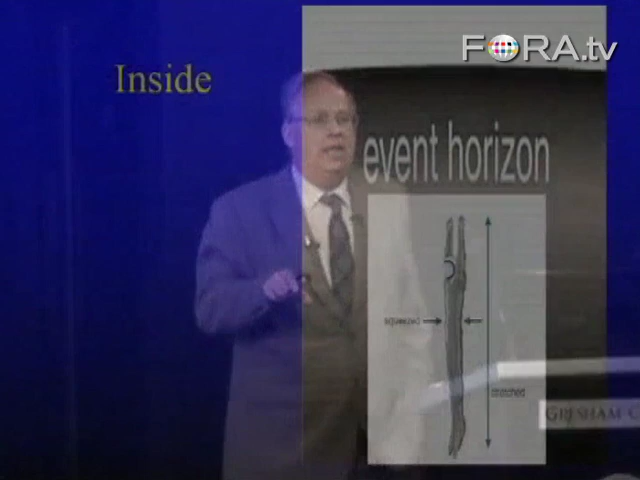 FORA.tv
Inside
event horizon
squeezed
stretched
GRESHAM C